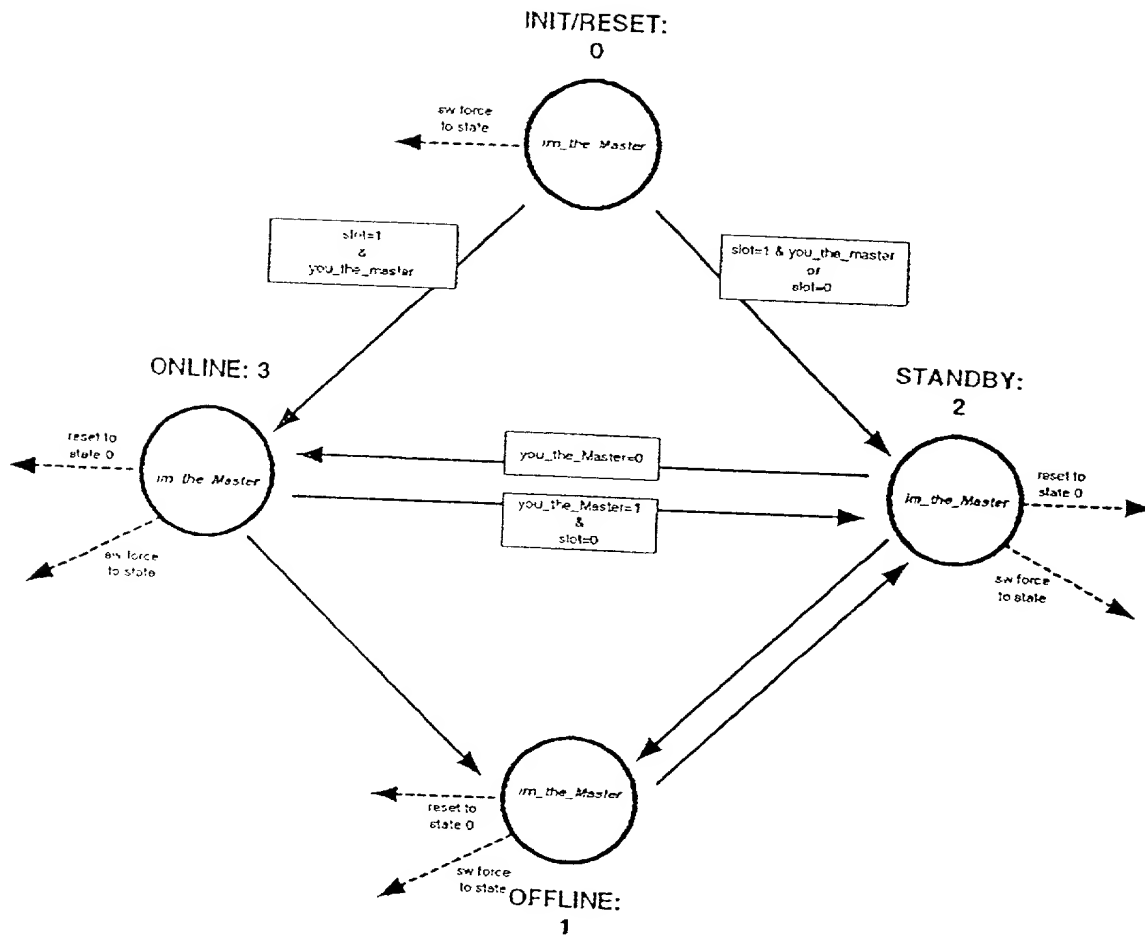 INIT/RESET:
0
sw force
to state
im_the_Master
slot=1
&
you_the_master
slot=1 & you_the_master
or
slot=0
ONLINE: 3
STANDBY:
2
reset to
state 0
im_the_Master
sw force
to state
you_the_Master=0
you_the_Master=1
&
slot=0
im_the_Master
reset to
state 0
sw force
to state
im_the_Master
reset to
state 0
sw force
to state
OFFLINE:
1